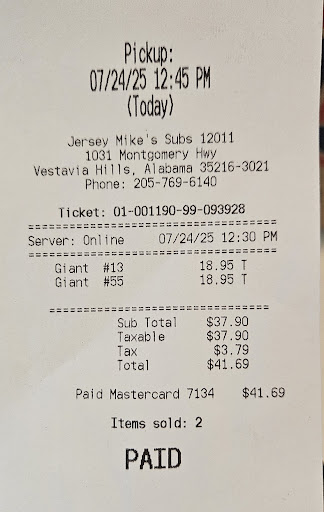 Pickup:
07/24/25 12:45 PM
(Today)
Jersey Mike's Subs 12011
1031 Montgomery Hwy
Vestavia Hills, Alabama 35216-3021
Phone: 205-769-6140
Ticket: 01-001190-99-093928
==========================================
Server: Online 07/24/25 12:30 PM
==========================================
Giant #13 18.95 T
Giant #55 18.95 T
==========================================
Sub Total $37.90
Taxable $37.90
Tax $3.79
Total $41.69
Paid Mastercard 7134 $41.69
Items sold: 2
PAID